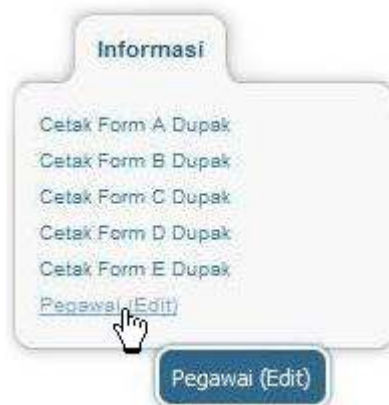 Informasi
Cetak Form A Dupak
Cetak Form B Dupak
Cetak Form C Dupak
Cetak Form D Dupak
Cetak Form E Dupak
Pegawai (Edit)
Pegawai (Edit)